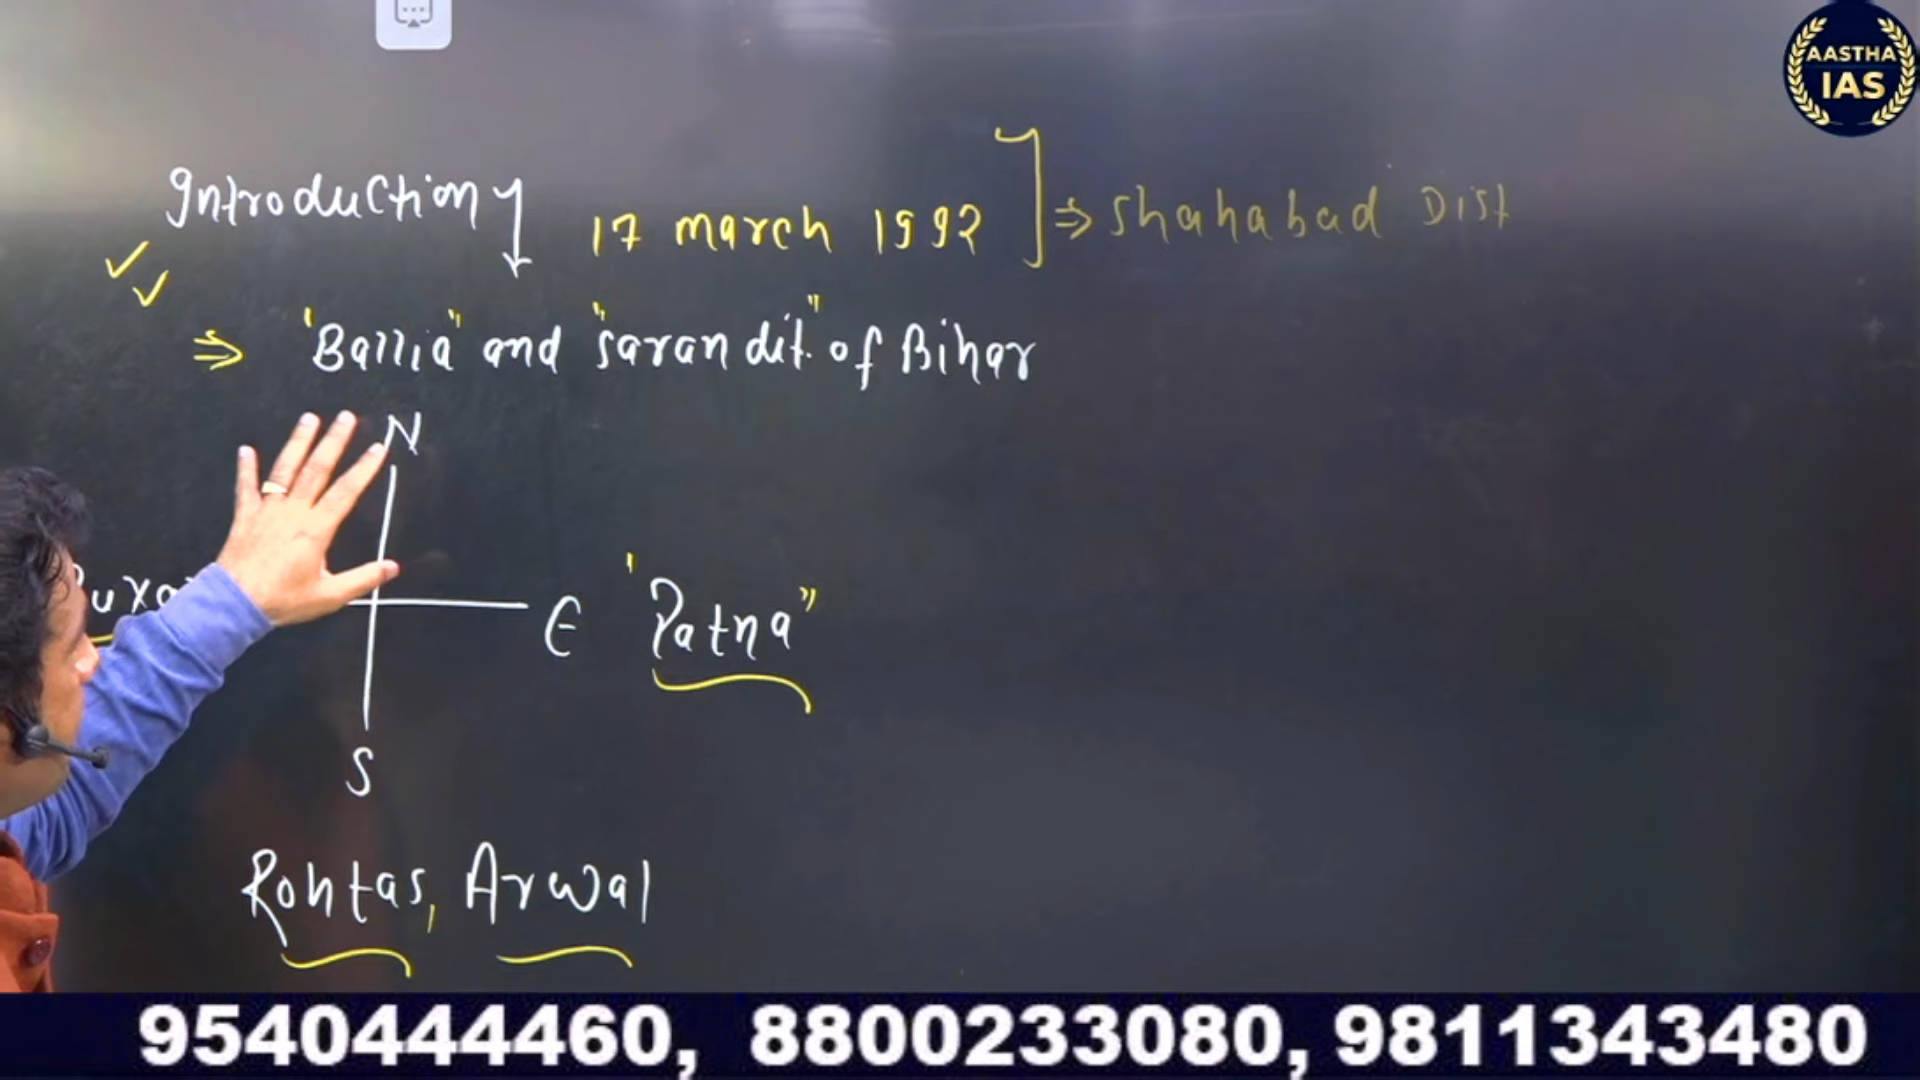 AASTHA
IAS
Introduction
17 march 1992 ] ⇒ Shahabad Dist
⇒ 'Ballia" and "saran dit." of Bihar
N
E 'Patna"
S
Rohtas, Arwal
9540444460, 8800233080, 9811343480